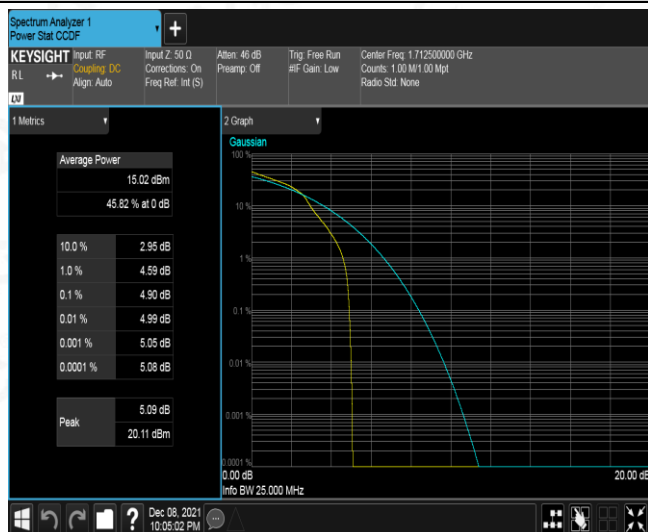 Spectrum Analyzer 1
Power Stat CCDF
+
KEYSIGHT
RL
LXI
Input: RF
Coupling: DC
Align: Auto
Input Z: 50 Ω
Corrections: On
Freq Ref: Int (S)
Atten: 46 dB
Preamp: Off
Trig: Free Run
#IF Gain: Low
Center Freq: 1.712500000 GHz
Counts: 1.00 M/1.00 Mpt
Radio Std: None
1 Metrics
Average Power
15.02 dBm
45.82 % at 0 dB
10.0 % 2.95 dB
1.0 % 4.59 dB
0.1 % 4.90 dB
0.01 % 4.99 dB
0.001 % 5.05 dB
0.0001 % 5.08 dB
Peak
5.09 dB
20.11 dBm
2 Graph
Gaussian
100 %
10 %
1 %
0.1 %
0.01 %
0.001 %
0.0001 %
0.00 dB 20.00 dB
Info BW 25.000 MHz
?
Dec 08, 2021
10:05:02 PM